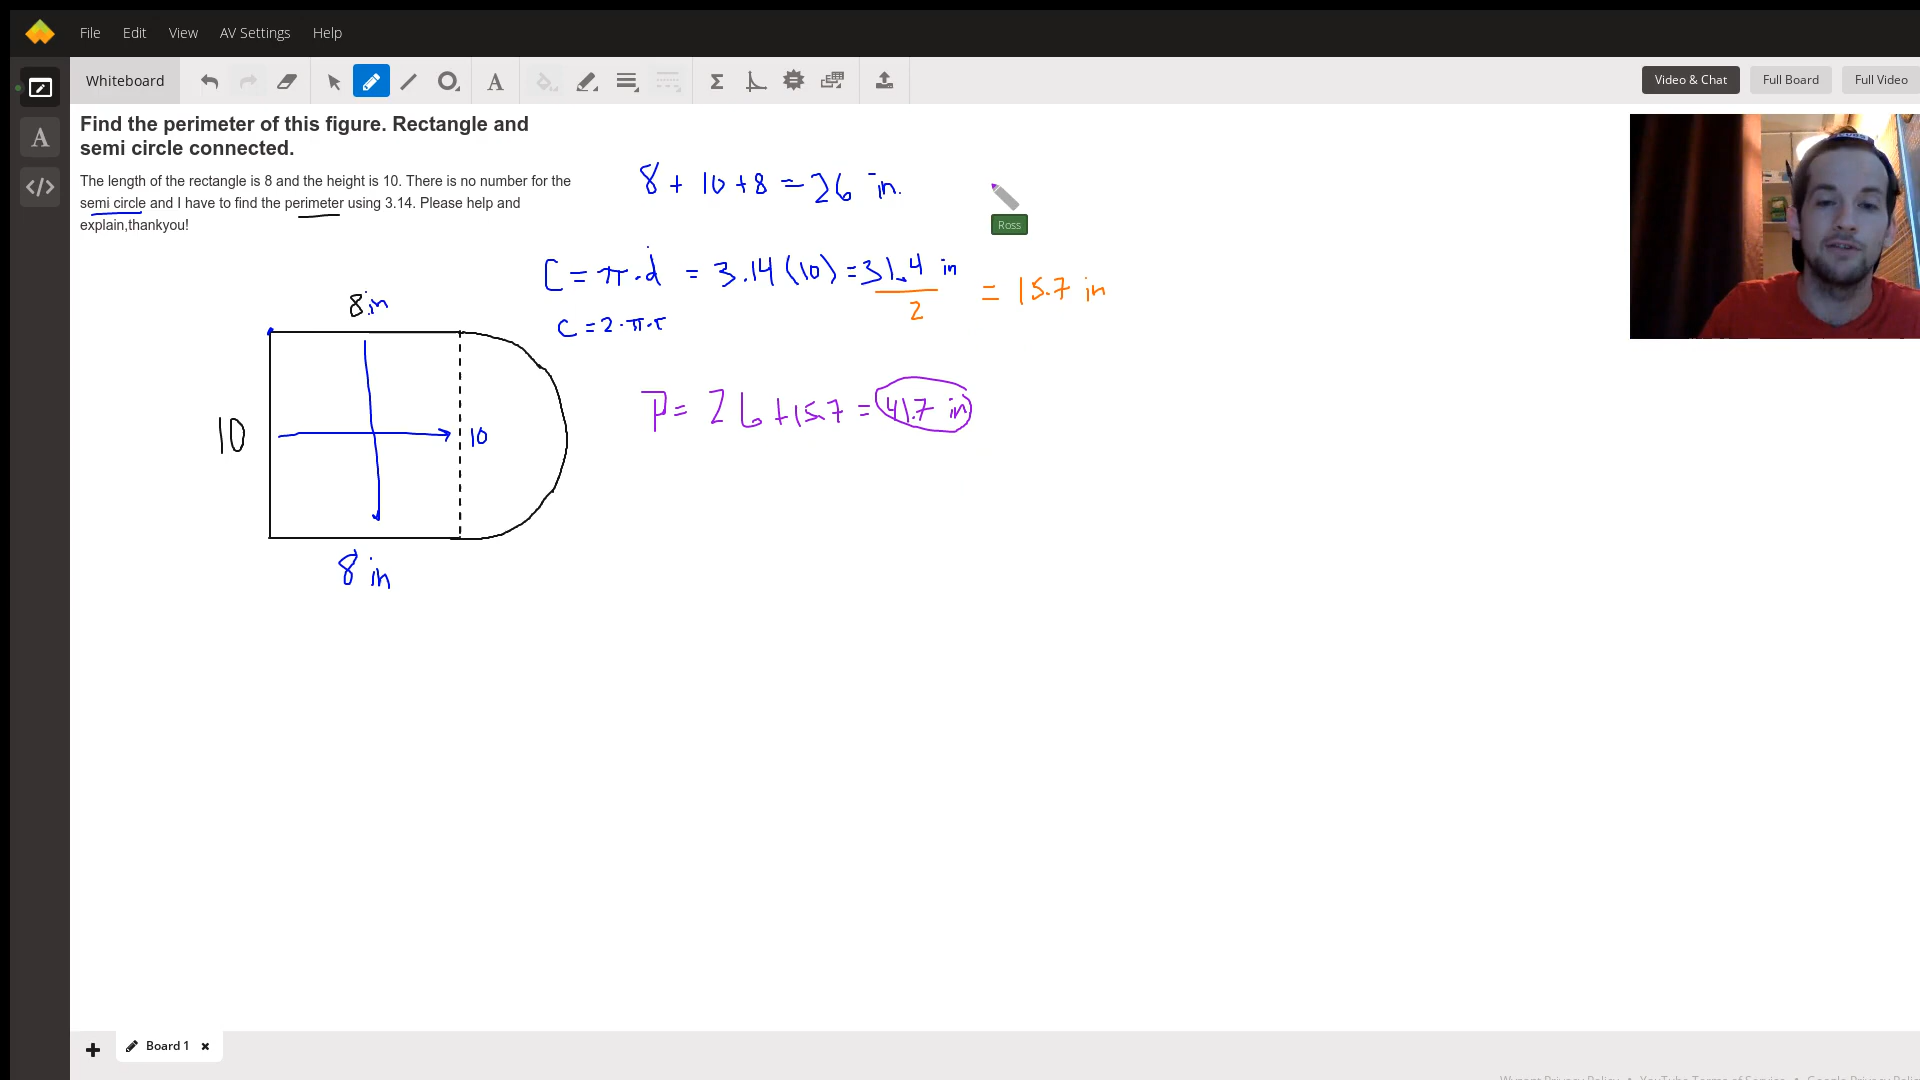 File Edit View AV Settings Help
Whiteboard A Σ Video & Chat Full Board Full Video
A
</>
Find the perimeter of this figure. Rectangle and
semi circle connected.
The length of the rectangle is 8 and the height is 10. There is no number for the
semi circle and I have to find the perimeter using 3.14. Please help and
explain,thankyou!
8 + 10 + 8 = 26 in.
Ross
C = π · d = 3.14 (10) = 31.4 in
2
= 15.7 in
C = 2 · π · r
8 in
10
10
8 in
P = 26 + 15.7 = 41.7 in
Board 1